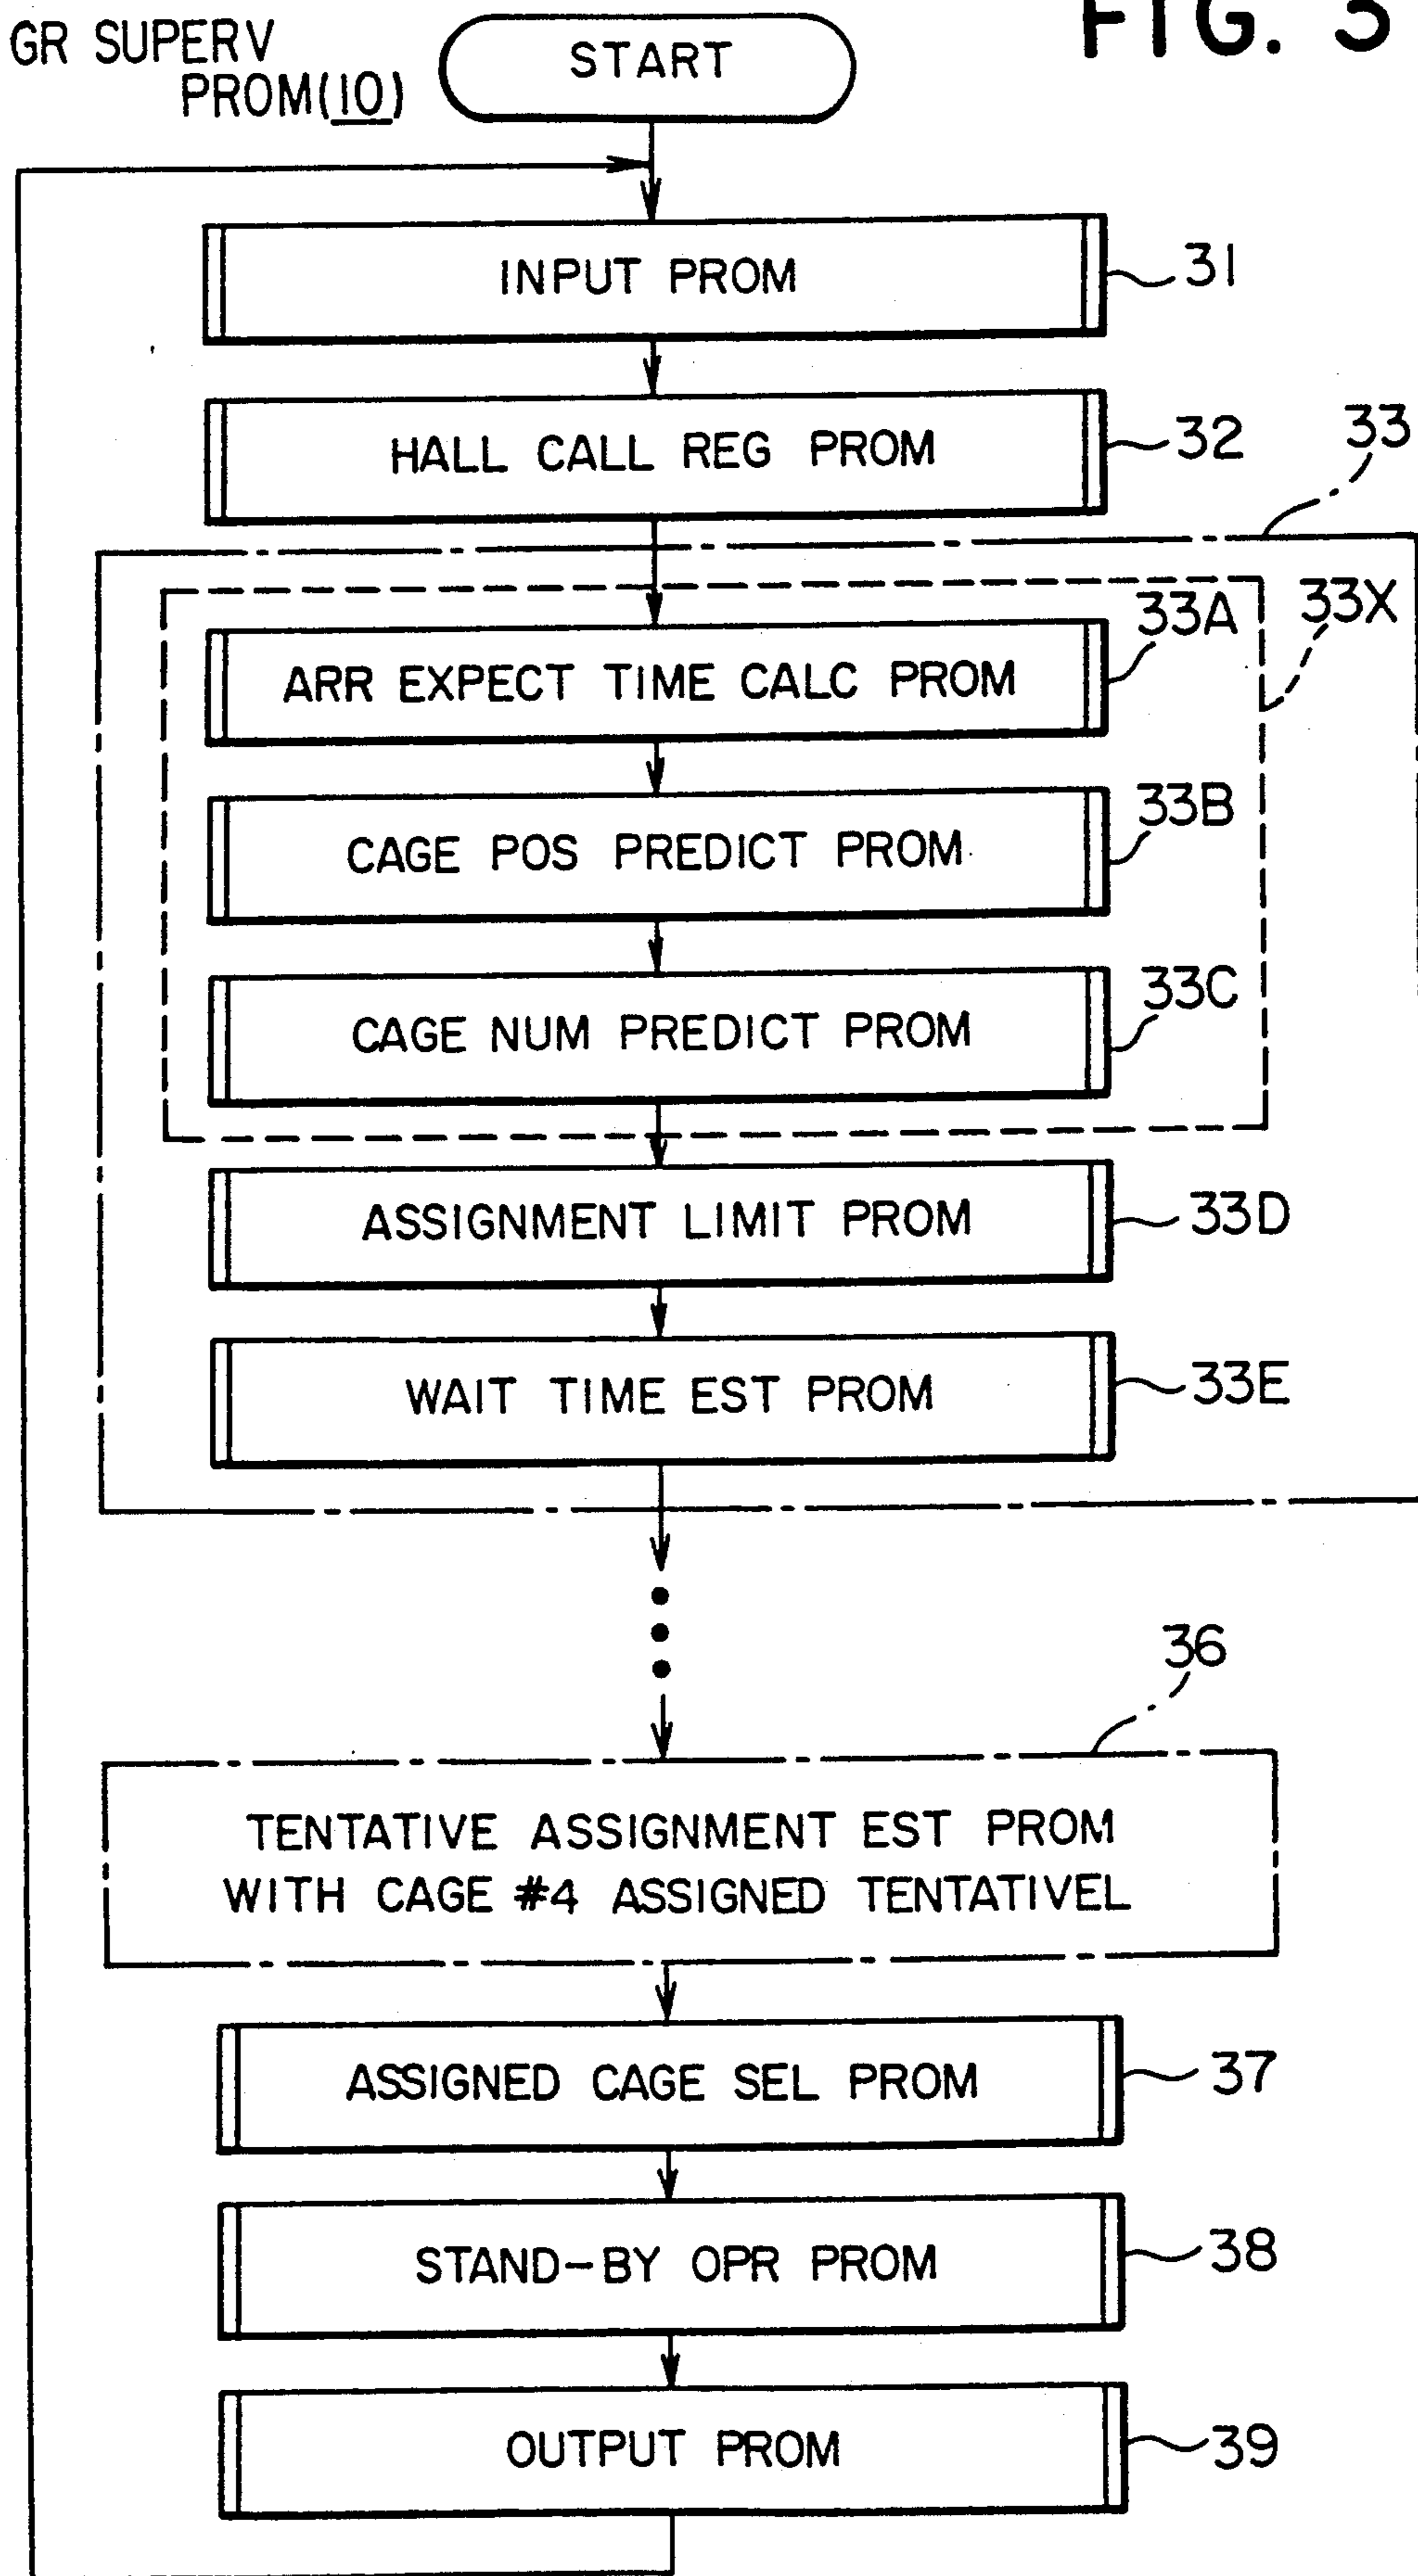 GR SUPERV
PROM(10)
FIG. 3
START
INPUT PROM
31
HALL CALL REG PROM
32
33
33X
33A
ARR EXPECT TIME CALC PROM
33B
CAGE POS PREDICT PROM
33C
CAGE NUM PREDICT PROM
ASSIGNMENT LIMIT PROM
33D
WAIT TIME EST PROM
33E
36
TENTATIVE ASSIGNMENT EST PROM
WITH CAGE #4 ASSIGNED TENTATIVEL
ASSIGNED CAGE SEL PROM
37
STAND-BY OPR PROM
38
OUTPUT PROM
39